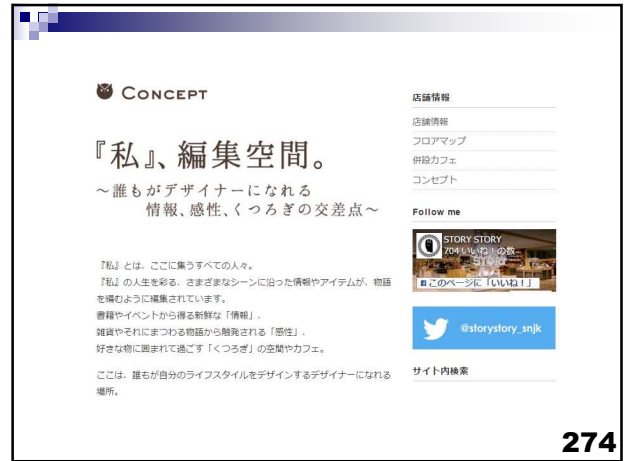 CONCEPT
『私』、編集空間。
～誰もがデザイナーになれる
情報、感性、くつろぎの交差点～
『私』とは、ここに集うすべての人々。
『私』の人生を彩る、さまざまなシーンに沿った情報やアイテムが、物語
を編むように編集されています。
書籍やイベントから得る新鮮な「情報」、
雑貨やそれにまつわる物語から触発される「感性」、
好きな物に囲まれて過ごす「くつろぎ」の空間やカフェ。
ここは、誰もが自分のライフスタイルをデザインするデザイナーになれる
場所。
店舗情報
店舗情報
フロアマップ
併設カフェ
コンセプト
Follow me
STORY STORY
704 いいね！の数
このページに「いいね！」
@storystory_snjk
サイト内検索
274